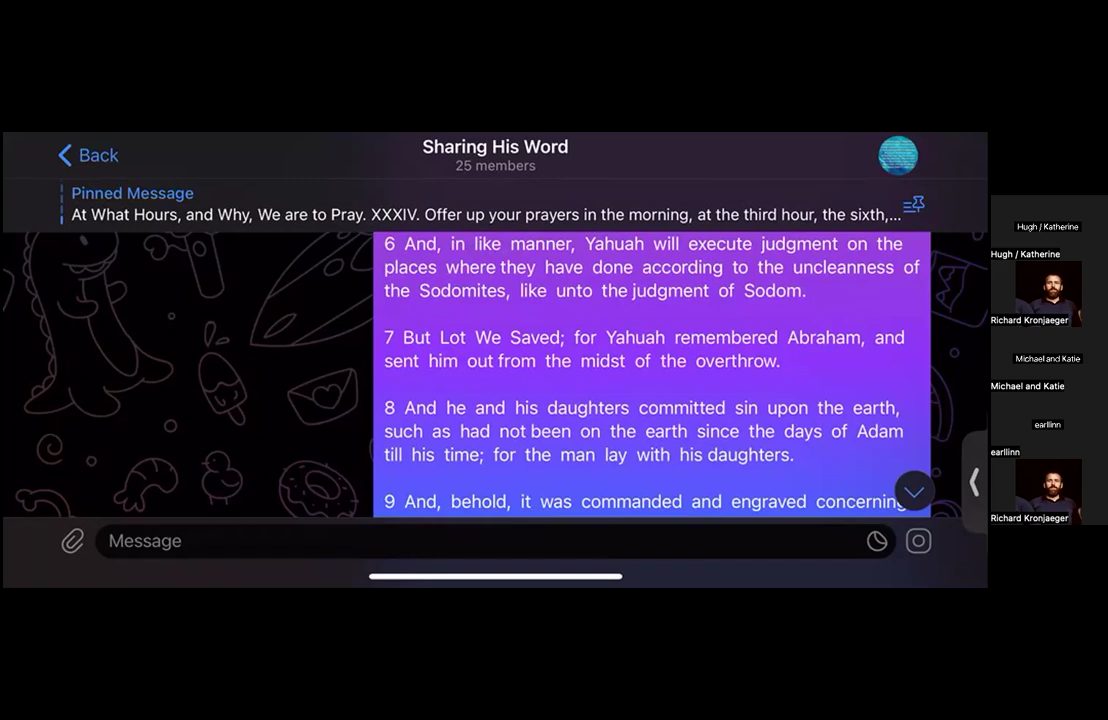 Back
Sharing His Word
25 members
Pinned Message
At What Hours, and Why, We are to Pray. XXXIV. Offer up your prayers in the morning, at the third hour, the sixth,...
6 And, in like manner, Yahuah will execute judgment on the
places where they have done according to the uncleanness of
the Sodomites, like unto the judgment of Sodom.
7 But Lot We Saved; for Yahuah remembered Abraham, and
sent him out from the midst of the overthrow.
8 And he and his daughters committed sin upon the earth,
such as had not been on the earth since the days of Adam
till his time; for the man lay with his daughters.
9 And, behold, it was commanded and engraved concerning
Message
Hugh / Katherine
Hugh / Katherine
Richard Kronjaeger
Michael and Katie
Michael and Katie
earllinn
earllinn
Richard Kronjaeger